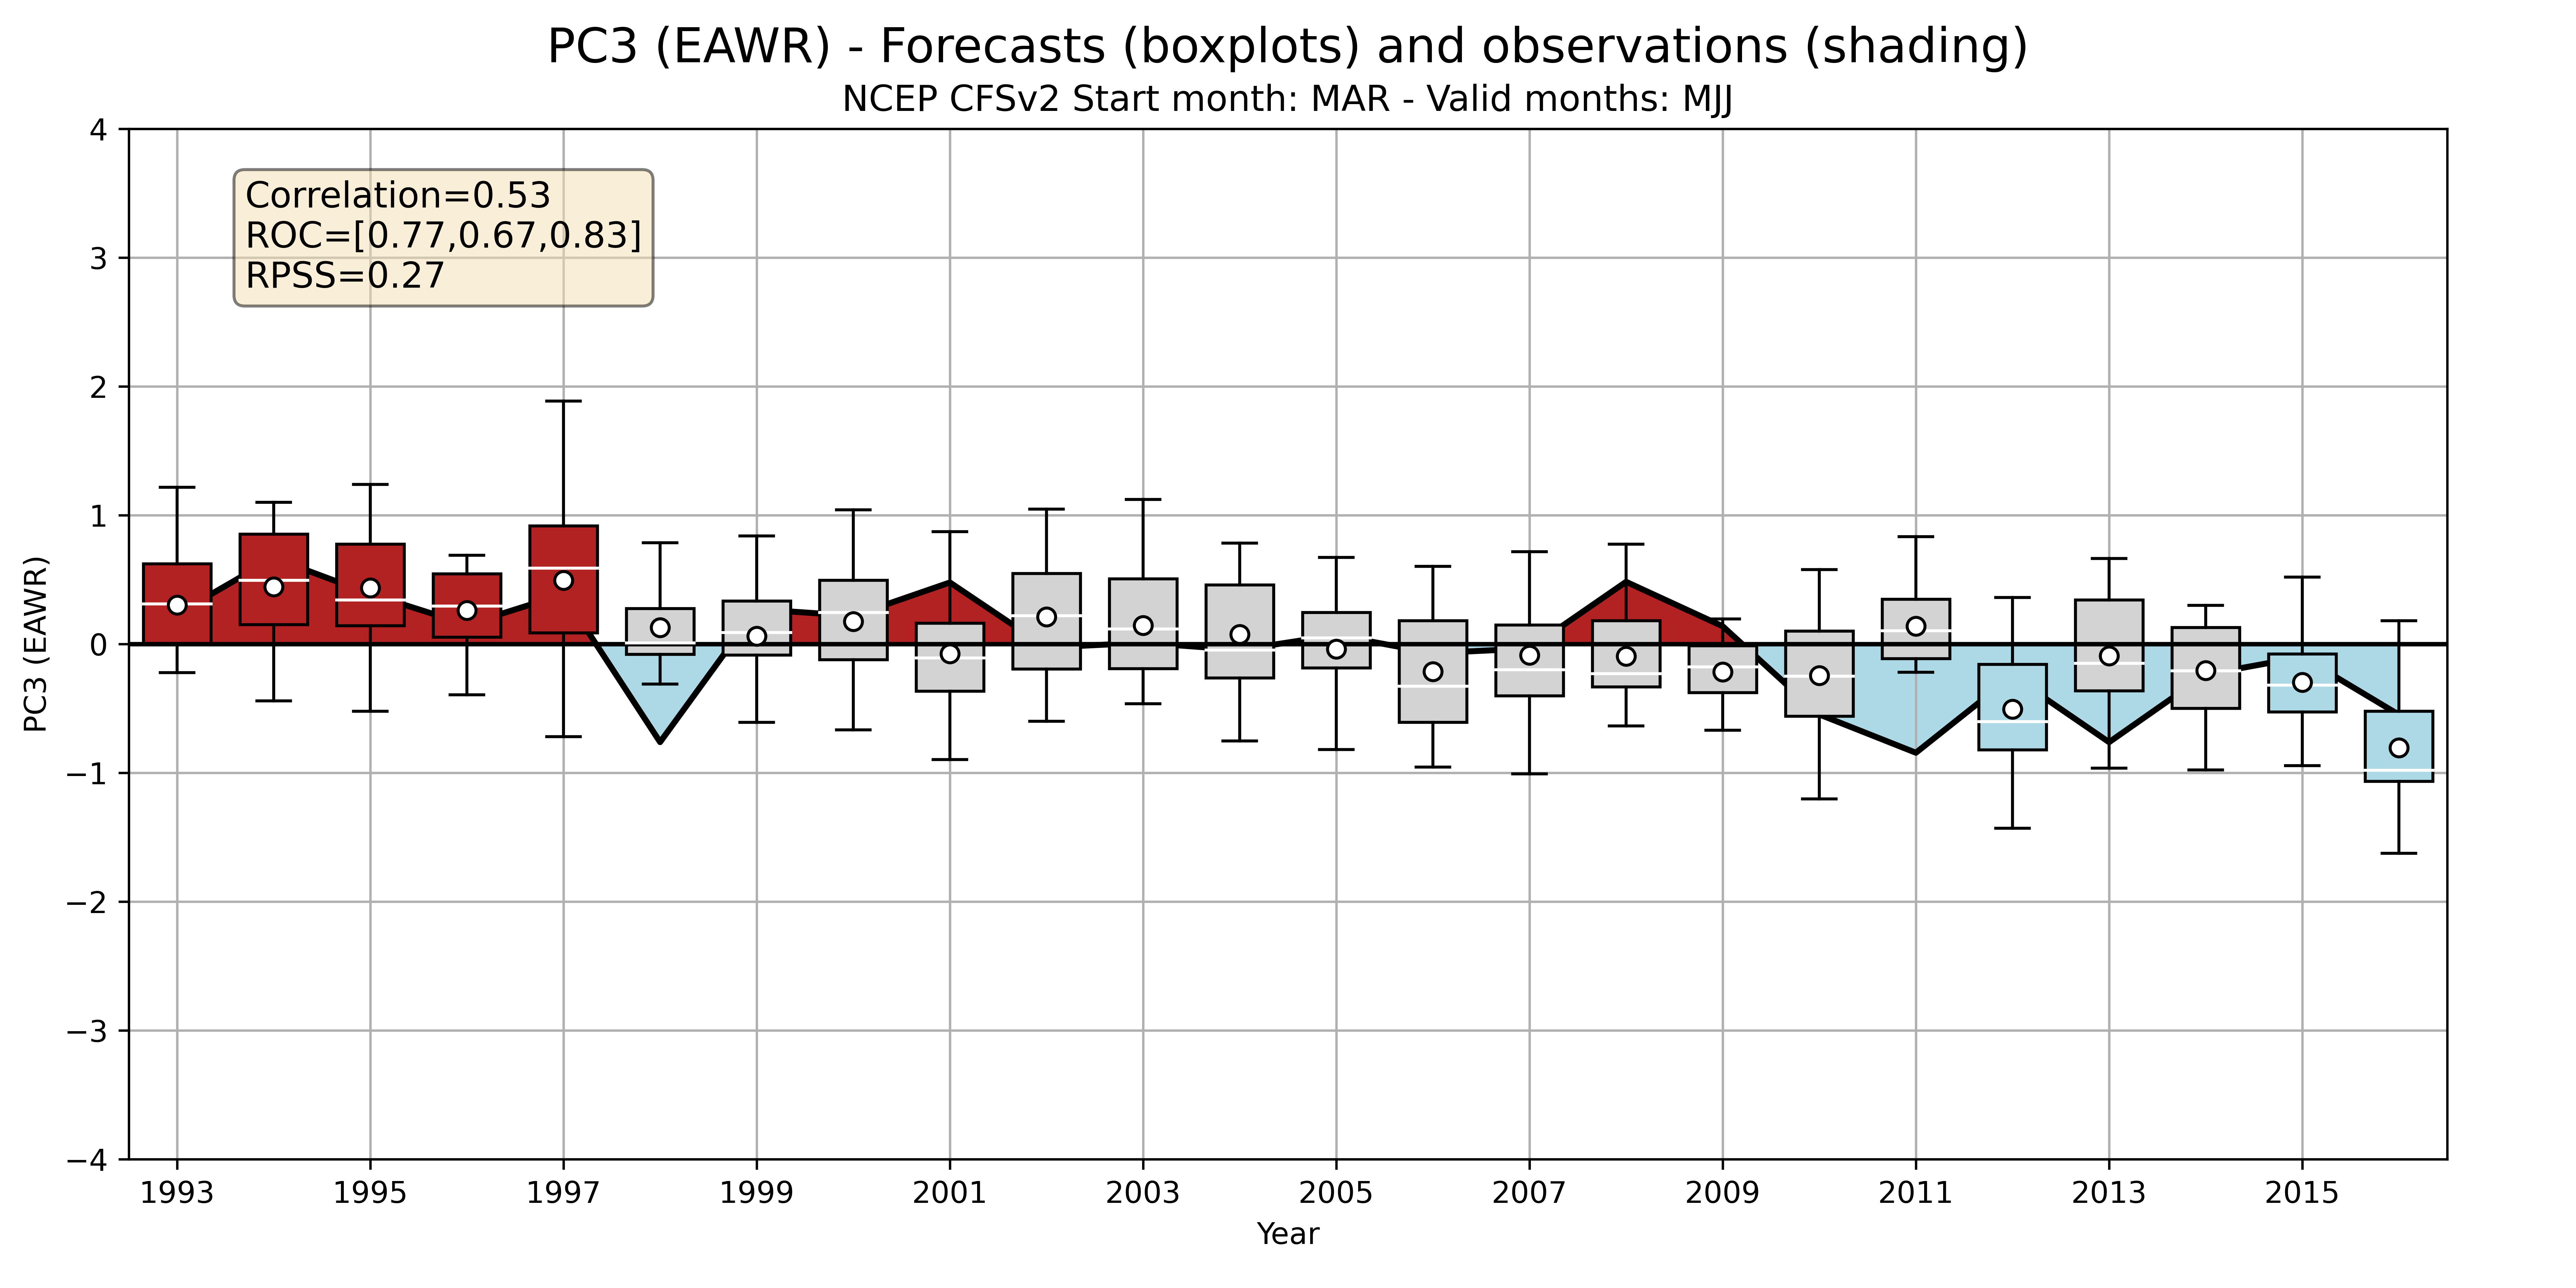 PC3 (EAWR) - Forecasts (boxplots) and observations (shading)
NCEP CFSv2 Start month: MAR - Valid months: MJJ
Correlation=0.53
ROC=[0.77,0.67,0.83]
RPSS=0.27
PC3 (EAWR)
4
3
2
1
0
−1
−2
−3
−4
1993 1995 1997 1999 2001 2003 2005 2007 2009 2011 2013 2015
Year